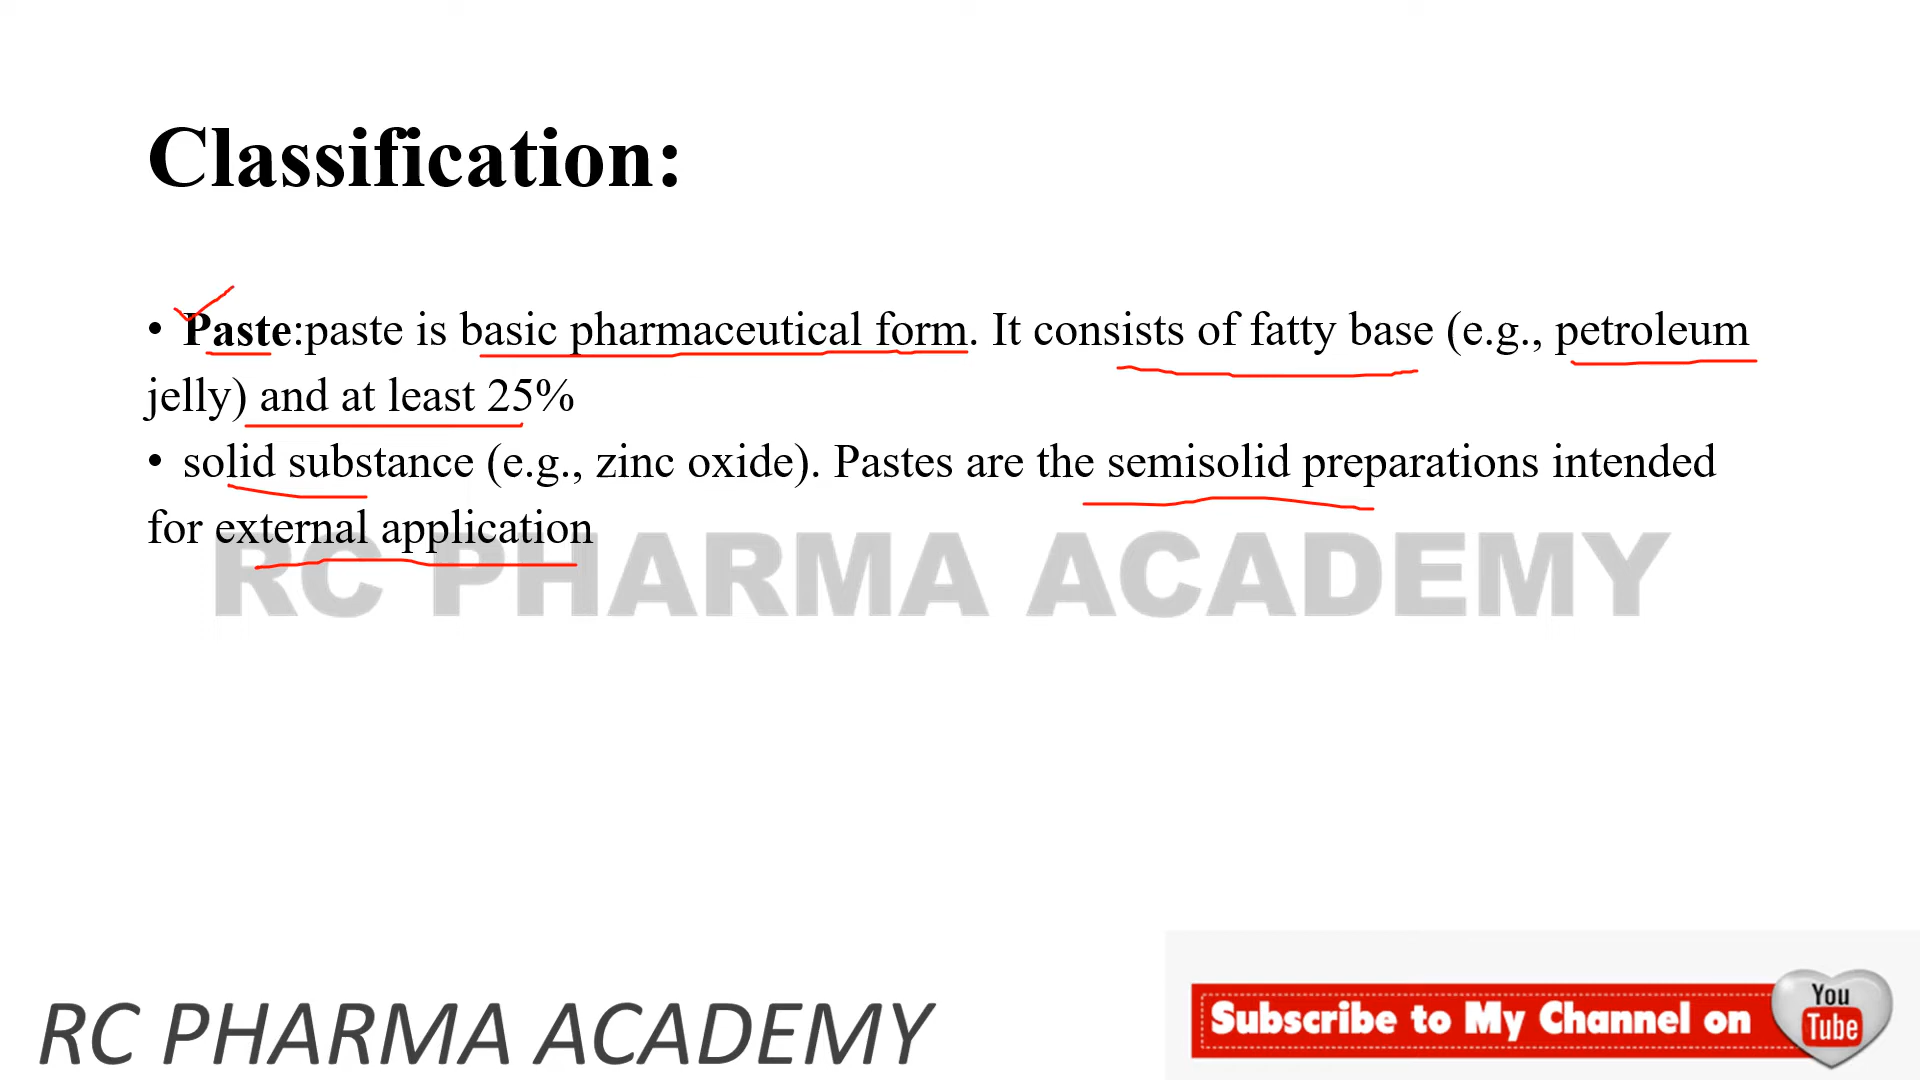 Classification:
• Paste:paste is basic pharmaceutical form. It consists of fatty base (e.g., petroleum
jelly) and at least 25%
• solid substance (e.g., zinc oxide). Pastes are the semisolid preparations intended
for external application
RC PHARMA ACADEMY
RC PHARMA ACADEMY
Subscribe to My Channel on
You
Tube